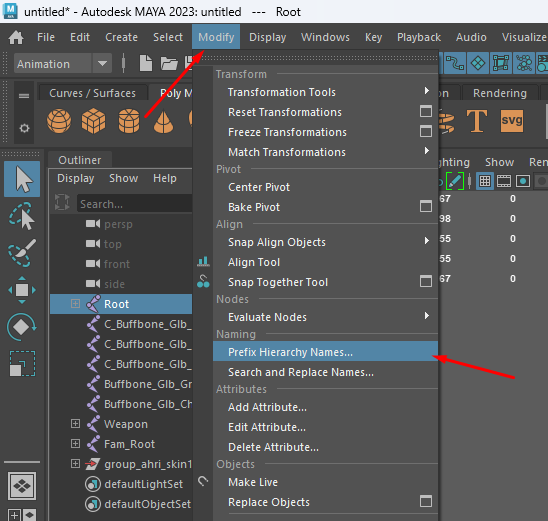 untitled* - Autodesk MAYA 2023: untitled --- Root
File Edit Create Select Modify Display Windows Key Playback Audio Visualize
Animation
Curves / Surfaces Poly M on Rendering
T svg
Outliner
Display Show Help
Search...
persp
top
front
side
Root
C_Buffbone_Glb_
C_Buffbone_Glb_
C_Buffbone_Glb_
Buffbone_Glb_Gr
Buffbone_Glb_Ch
Weapon
Fam_Root
group_ahri_skin1
defaultLightSet
defaultObjectSet
Transform
Transformation Tools
Reset Transformations
Freeze Transformations
Match Transformations
Pivot
Center Pivot
Bake Pivot
Align
Snap Align Objects
Align Tool
Snap Together Tool
Nodes
Evaluate Nodes
Naming
Prefix Hierarchy Names...
Search and Replace Names...
Attributes
Add Attribute...
Edit Attribute...
Delete Attribute...
Objects
Make Live
Replace Objects
ghting Show Ren
67 0
98 0
55 0
55 0
67 0